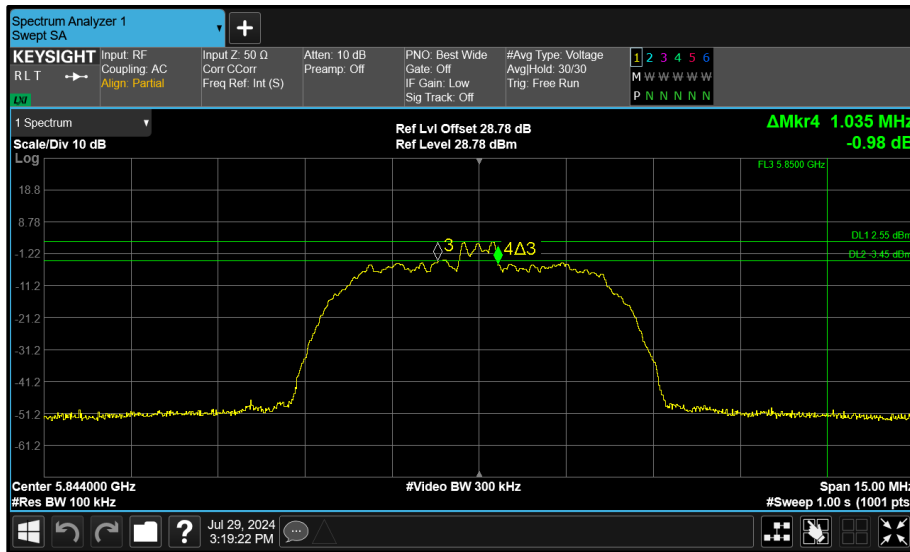 Spectrum Analyzer 1
Swept SA
KEYSIGHT
RLT
LXI
Input: RF
Coupling: AC
Align: Partial
Input Z: 50 Ω
Corr CCorr
Freq Ref: Int (S)
Atten: 10 dB
Preamp: Off
PNO: Best Wide
Gate: Off
IF Gain: Low
Sig Track: Off
#Avg Type: Voltage
Avg|Hold: 30/30
Trig: Free Run
1 2 3 4 5 6
M W W W W W
P N N N N N
1 Spectrum
Scale/Div 10 dB
Ref Lvl Offset 28.78 dB
Ref Level 28.78 dBm
ΔMkr4 1.035 MHz
-0.98 dB
Log
FL3 5.8500 GHz
18.8
8.78
DL1 2.55 dBm
3
4Δ3
-1.22
DL2 -3.45 dBm
-11.2
-21.2
-31.2
-41.2
-51.2
-61.2
Center 5.844000 GHz
#Video BW 300 kHz
Span 15.00 MHz
#Res BW 100 kHz
#Sweep 1.00 s (1001 pts
?
Jul 29, 2024
3:19:22 PM